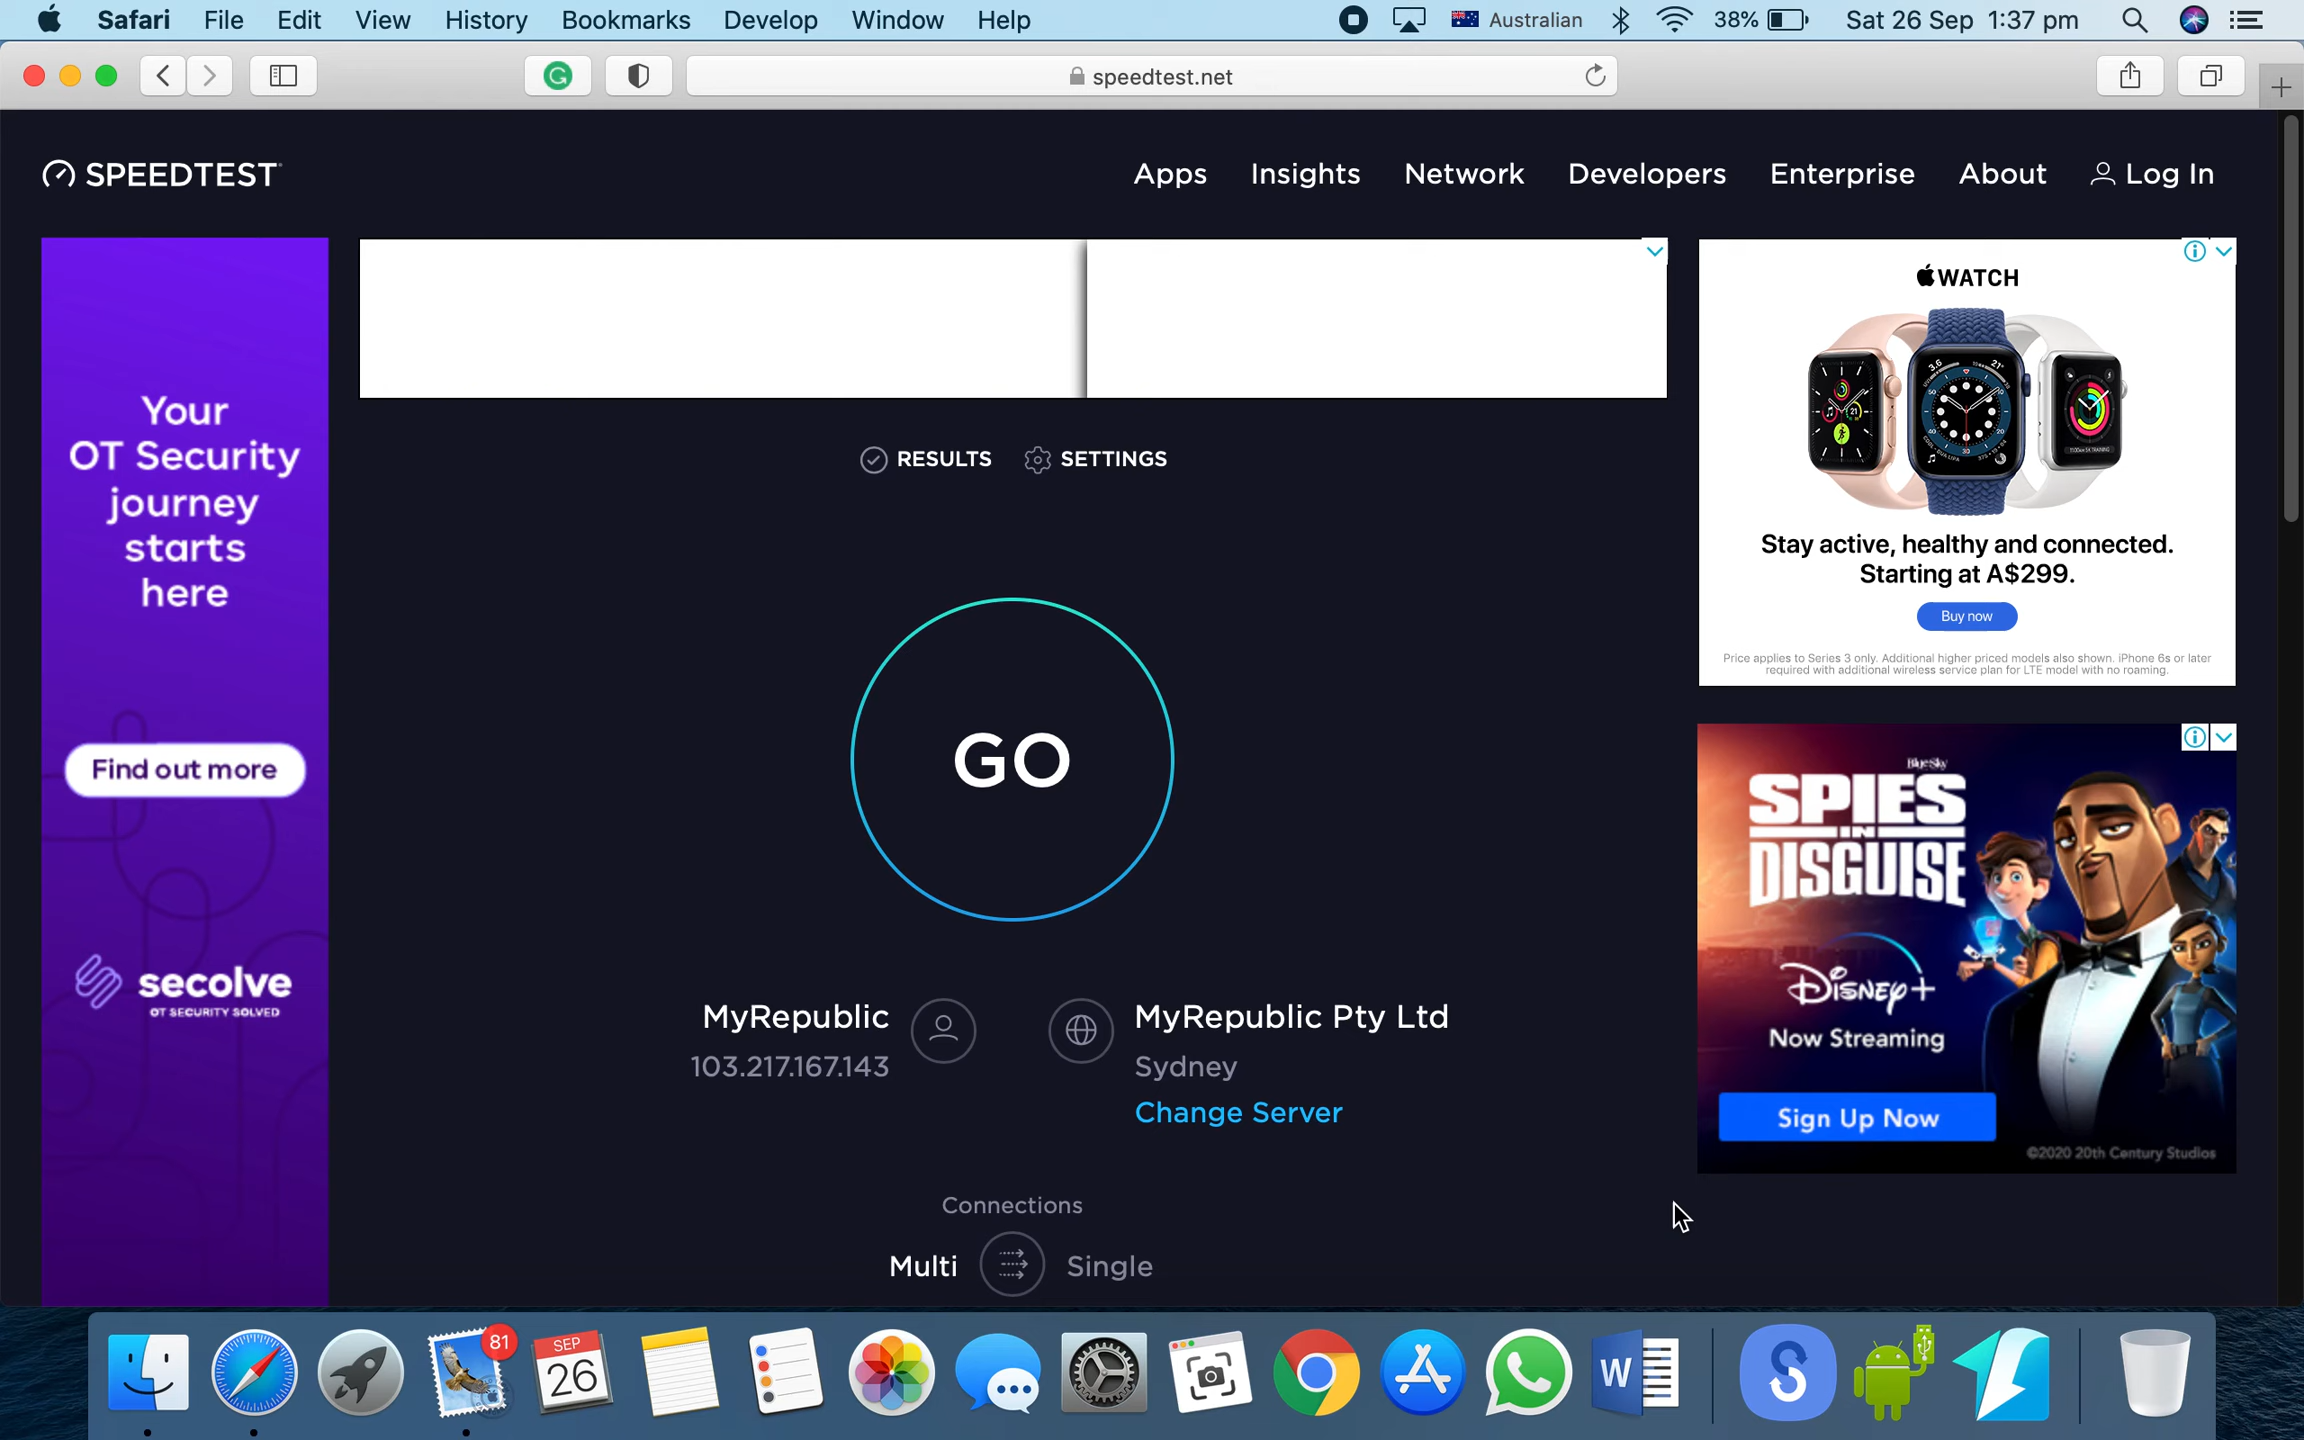 Safari File Edit View History Bookmarks Develop Window Help Australian 38% Sat 26 Sep 1:37 pm
speedtest.net
SPEEDTEST Apps Insights Network Developers Enterprise About Log In
Your
OT Security
journey
starts
here
Find out more
secolve
OT SECURITY SOLVED
RESULTS SETTINGS
GO
MyRepublic
103.217.167.143
MyRepublic Pty Ltd
Sydney
Change Server
Connections
Multi Single
WATCH
Stay active, healthy and connected.
Starting at A$299.
Buy now
Price applies to Series 3 only. Additional higher priced models also shown. iPhone 6s or later
required with additional wireless service plan for LTE model with no roaming.
BlueSky
SPIES
IN
DISGUISE
Disney+
Now Streaming
Sign Up Now
©2020 20th Century Studios
81
SEP
26
W